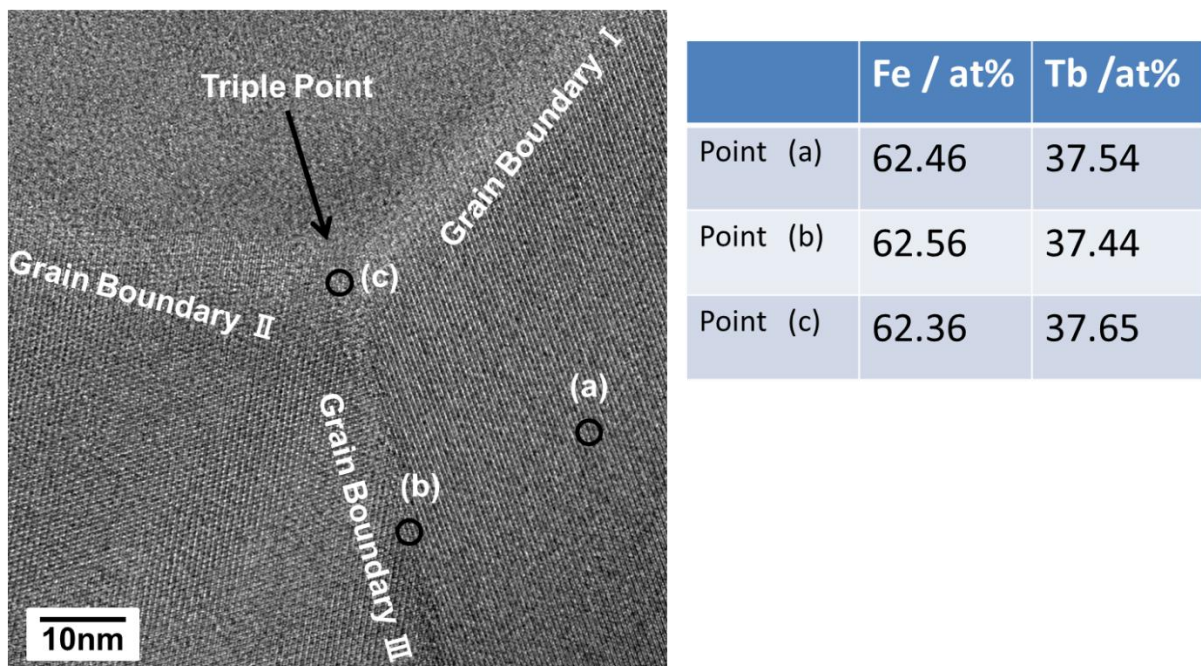 Triple Point
Grain Boundary Ⅰ
Grain Boundary Ⅱ
(c)
(a)
Grain Boundary Ⅲ
(b)
10nm
Fe / at% Tb /at%
Point (a) 62.46 37.54
Point (b) 62.56 37.44
Point (c) 62.36 37.65